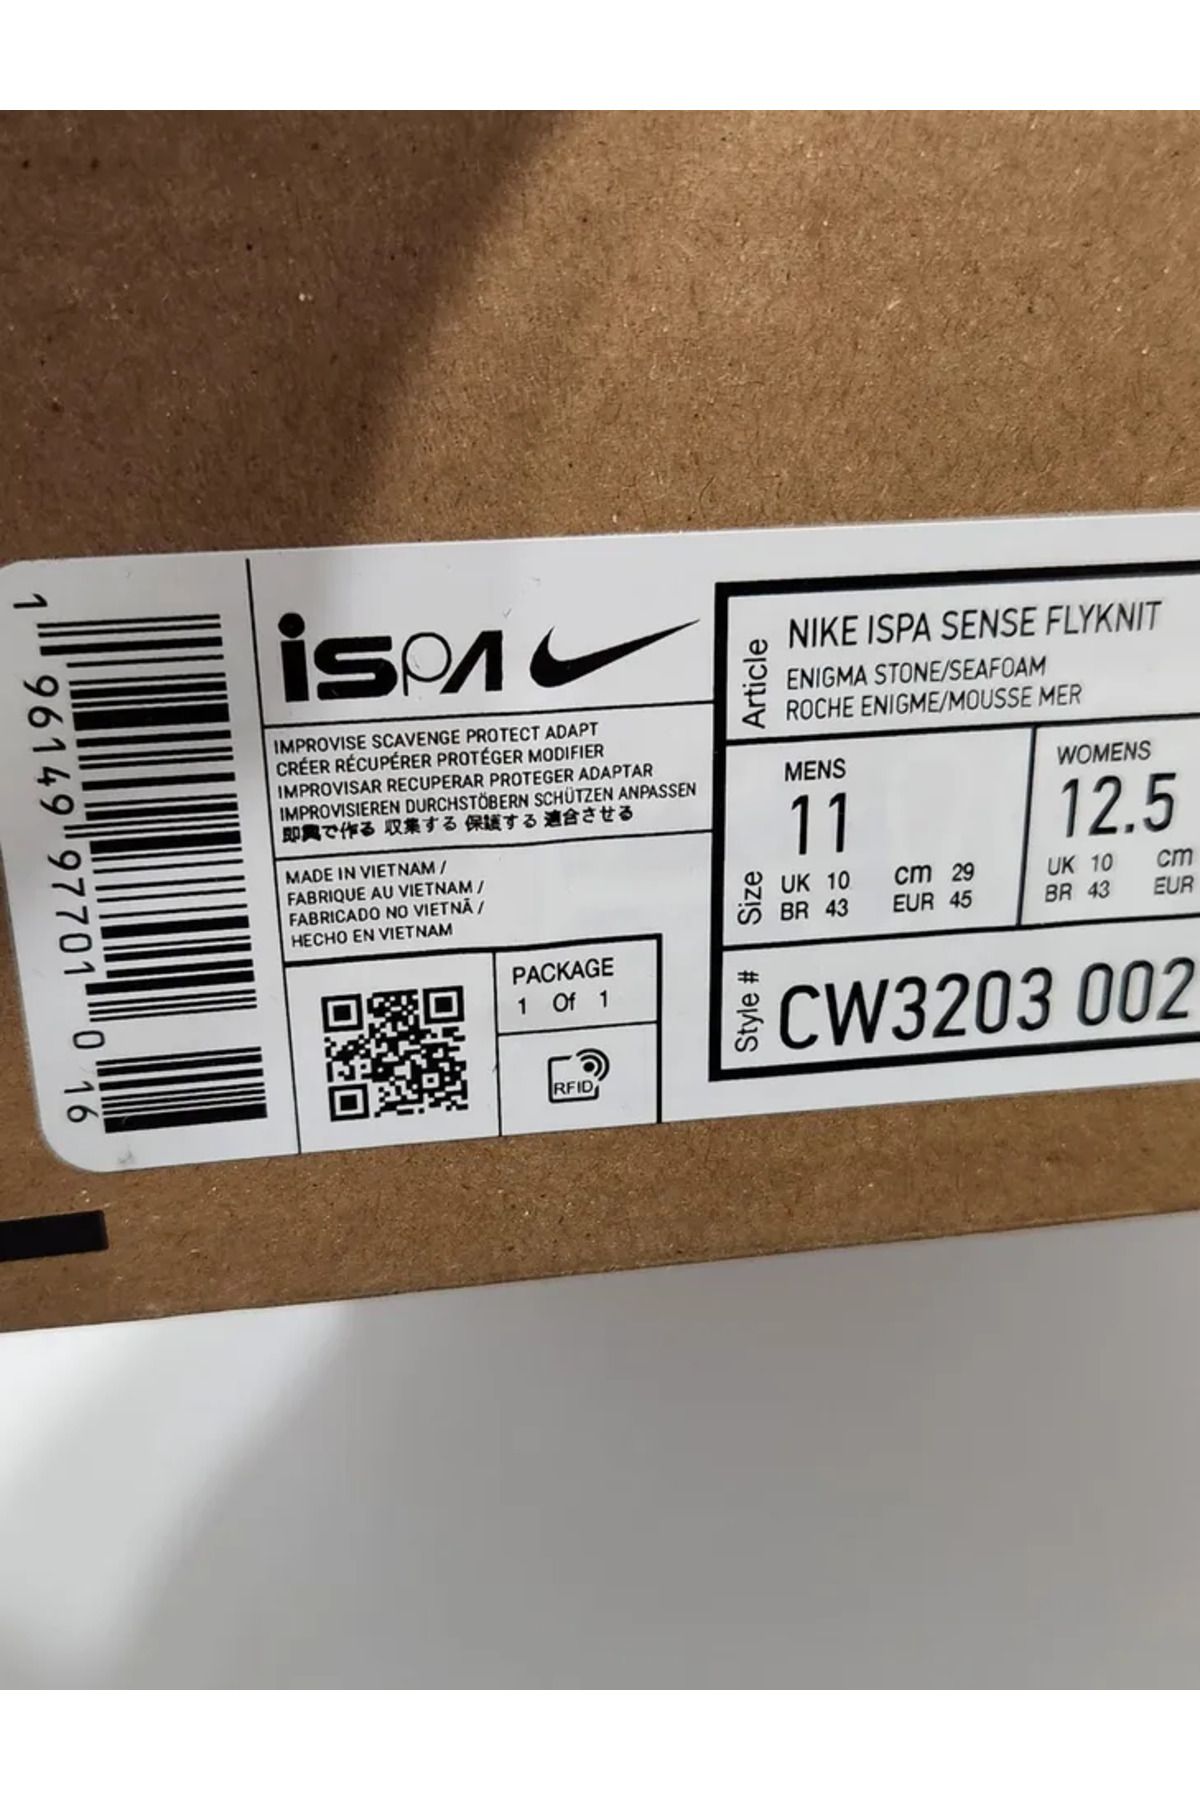 1 96149 97701 0 16
iSPA
IMPROVISE SCAVENGE PROTECT ADAPT
CRÉER RÉCUPÉRER PROTÉGER MODIFIER
IMPROVISAR RECUPERAR PROTEGER ADAPTAR
IMPROVISIEREN DURCHSTÖBERN SCHÜTZEN ANPASSEN
即興で作る 収集する 保護する 適合させる
MADE IN VIETNAM /
FABRIQUE AU VIETNAM /
FABRICADO NO VIETNÃ /
HECHO EN VIETNAM
PACKAGE
1 Of 1
RFID
Article
NIKE ISPA SENSE FLYKNIT
ENIGMA STONE/SEAFOAM
ROCHE ENIGME/MOUSSE MER
Size
MENS
11
UK 10 cm 29
BR 43 EUR 45
WOMENS
12.5
UK 10 cm
BR 43 EUR
Style #
CW3203 002